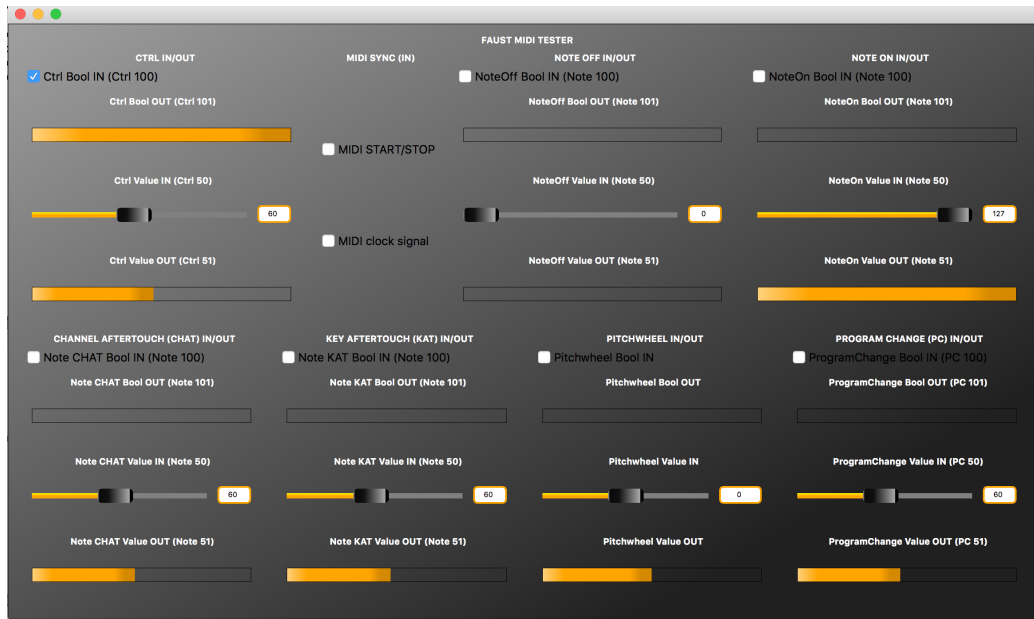 FAUST MIDI TESTER
CTRL IN/OUT
Ctrl Bool IN (Ctrl 100)
Ctrl Bool OUT (Ctrl 101)
Ctrl Value IN (Ctrl 50)
60
Ctrl Value OUT (Ctrl 51)
MIDI SYNC (IN)
MIDI START/STOP
MIDI clock signal
NOTE OFF IN/OUT
NoteOff Bool IN (Note 100)
NoteOff Bool OUT (Note 101)
NoteOff Value IN (Note 50)
0
NoteOff Value OUT (Note 51)
NOTE ON IN/OUT
NoteOn Bool IN (Note 100)
NoteOn Bool OUT (Note 101)
NoteOn Value IN (Note 50)
127
NoteOn Value OUT (Note 51)
CHANNEL AFTERTOUCH (CHAT) IN/OUT
Note CHAT Bool IN (Note 100)
Note CHAT Bool OUT (Note 101)
Note CHAT Value IN (Note 50)
60
Note CHAT Value OUT (Note 51)
KEY AFTERTOUCH (KAT) IN/OUT
Note KAT Bool IN (Note 100)
Note KAT Bool OUT (Note 101)
Note KAT Value IN (Note 50)
60
Note KAT Value OUT (Note 51)
PITCHWHEEL IN/OUT
Pitchwheel Bool IN
Pitchwheel Bool OUT
Pitchwheel Value IN
0
Pitchwheel Value OUT
PROGRAM CHANGE (PC) IN/OUT
ProgramChange Bool IN (PC 100)
ProgramChange Bool OUT (PC 101)
ProgramChange Value IN (PC 50)
60
ProgramChange Value OUT (PC 51)